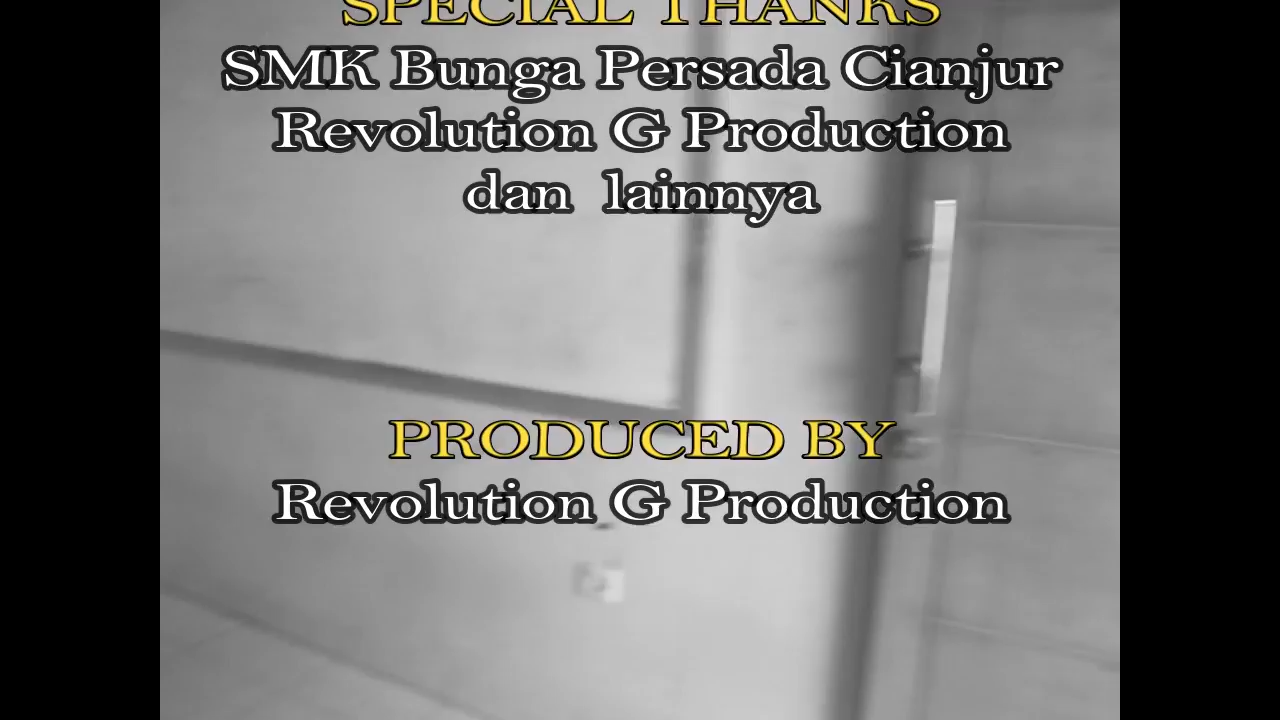 SPECIAL THANKS
SMK Bunga Persada Cianjur
Revolution G Production
dan lainnya
PRODUCED BY
Revolution G Production